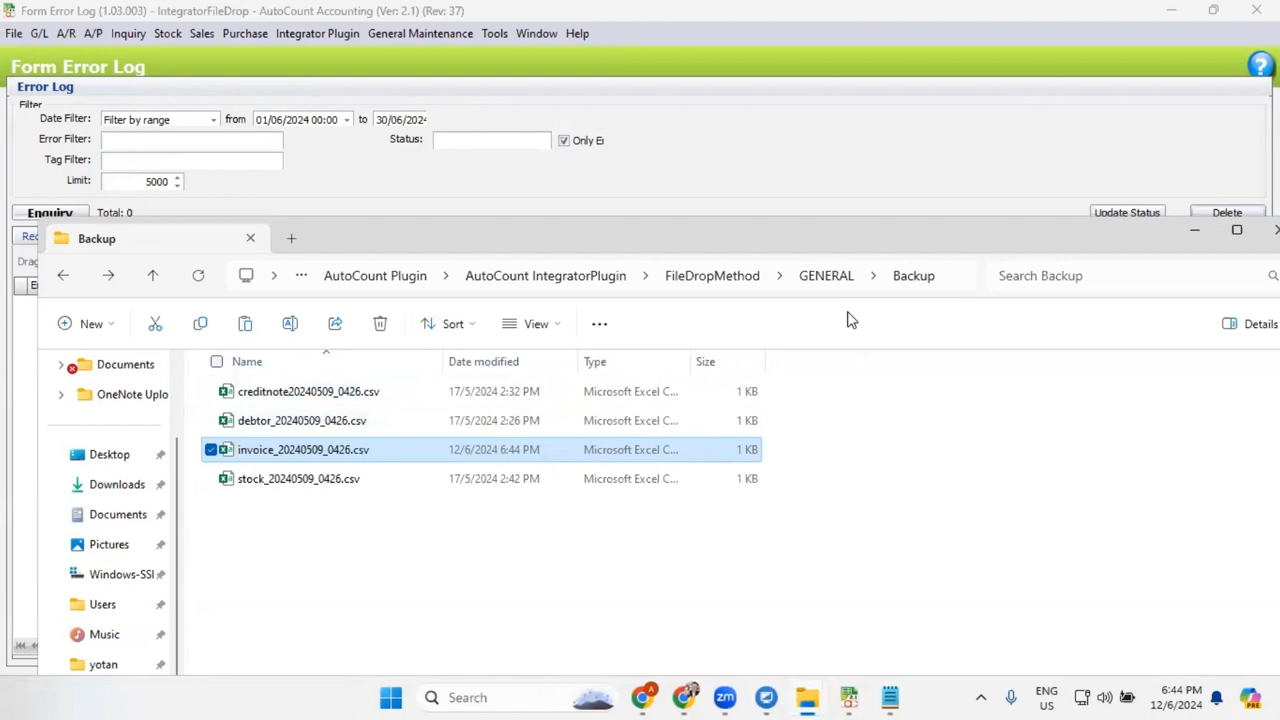 Form Error Log (1.03.003) - IntegratorFileDrop - AutoCount Accounting (Ver: 2.1) (Rev: 37)
File G/L A/R A/P Inquiry Stock Sales Purchase Integrator Plugin General Maintenance Tools Window Help
Form Error Log ?
Error Log
Filter
Date Filter: Filter by range from 01/06/2024 00:00 to 30/06/2024
Error Filter: Status: Only Er
Tag Filter:
Limit: 5000
Enquiry Total: 0 Update Status Delete
Rec
Drag
Backup
AutoCount Plugin AutoCount IntegratorPlugin FileDropMethod GENERAL Backup Search Backup
New Sort View Details
Name Date modified Type Size
Documents
creditnote20240509_0426.csv 17/5/2024 2:32 PM Microsoft Excel C... 1 KB
OneNote Uplo
debtor_20240509_0426.csv 17/5/2024 2:26 PM Microsoft Excel C... 1 KB
invoice_20240509_0426.csv 12/6/2024 6:44 PM Microsoft Excel C... 1 KB
Desktop
stock_20240509_0426.csv 17/5/2024 2:42 PM Microsoft Excel C... 1 KB
Downloads
Documents
Pictures
Windows-SSI
Users
Music
yotan
Search
ENG
US
6:44 PM
12/6/2024
PRE